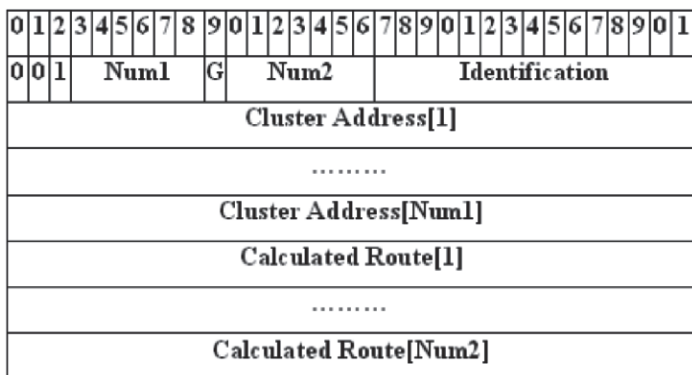 0 1 2 3 4 5 6 7 8 9 0 1 2 3 4 5 6 7 8 9 0 1 2 3 4 5 6 7 8 9 0 1
0 0 1 Num1 G Num2 Identification
Cluster Address[1]
.........
Cluster Address[Num1]
Calculated Route[1]
.........
Calculated Route[Num2]